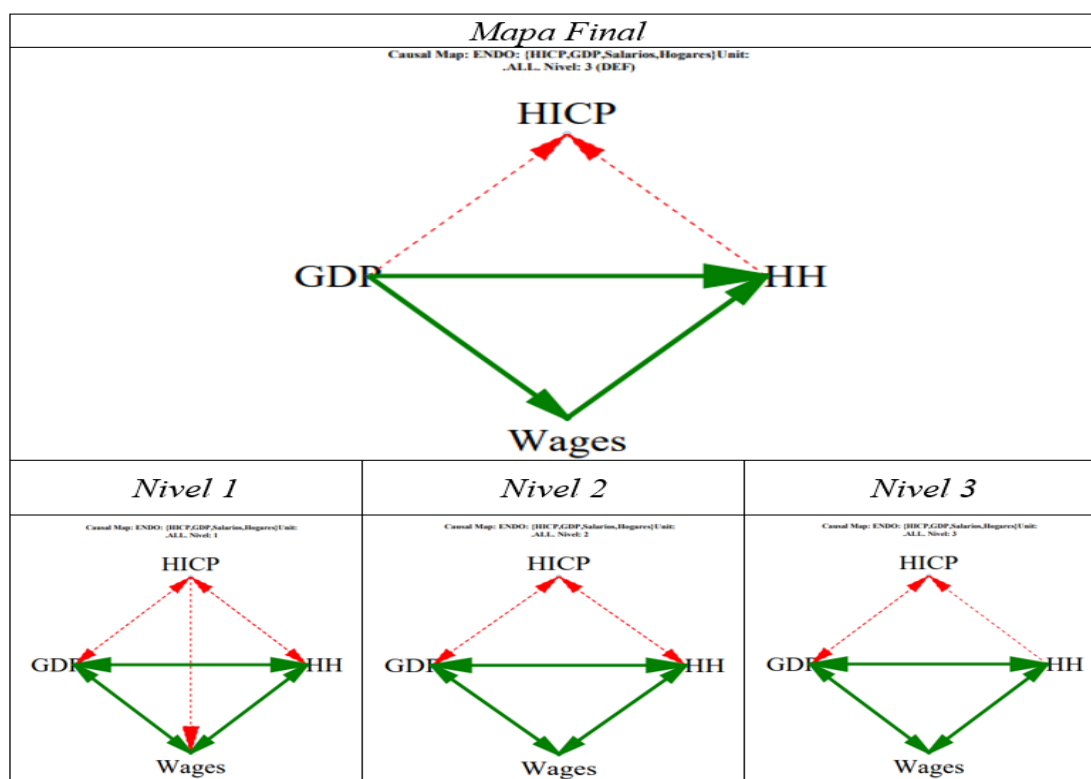 Mapa Final
Causal Map: ENDO: {HICP,GDP,Salarios,Hogares}Unit:
.ALL. Nivel: 3 (DEF)
HICP
GDP
HH
Wages
Nivel 1
Nivel 2
Nivel 3
Causal Map: ENDO: {HICP,GDP,Salarios,Hogares}Unit:
.ALL. Nivel: 1
HICP
GDP
HH
Wages
Causal Map: ENDO: {HICP,GDP,Salarios,Hogares}Unit:
.ALL. Nivel: 2
HICP
GDP
HH
Wages
Causal Map: ENDO: {HICP,GDP,Salarios,Hogares}Unit:
.ALL. Nivel: 3
HICP
GDP
HH
Wages